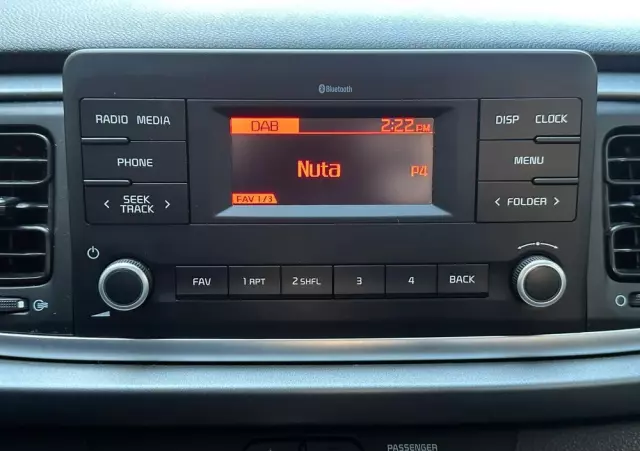 Bluetooth
RADIO MEDIA
DAB 2:22 PM
DISP CLOCK
PHONE
Nuta P4
MENU
SEEK
TRACK
FAV 1/3
FOLDER
FAV 1 RPT 2 SHFL 3 4 BACK
PASSENGER